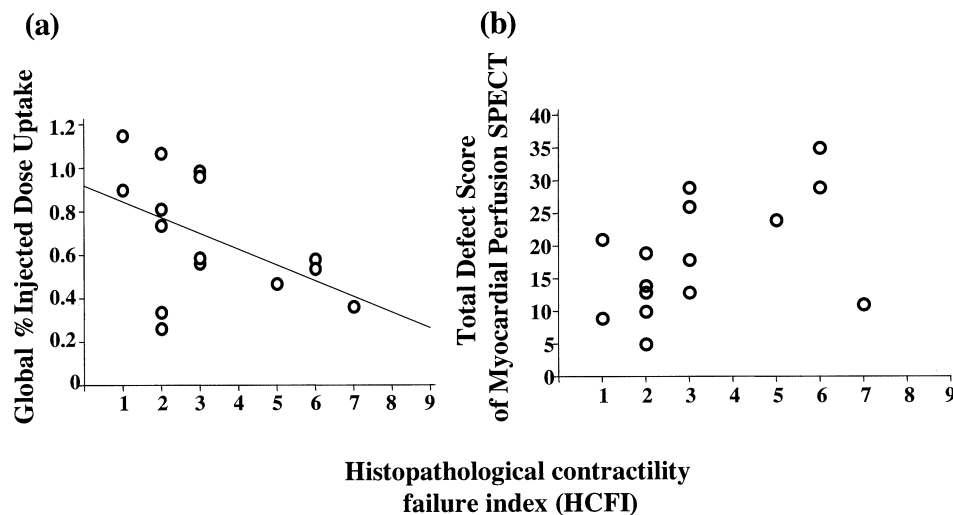 (a)
Global % Injected Dose Uptake
1.2
1.0
0.8
0.6
0.4
0.2
0
1 2 3 4 5 6 7 8 9
(b)
Total Defect Score
of Myocardial Perfusion SPECT
40
35
30
25
20
15
10
5
0
1 2 3 4 5 6 7 8 9
Histopathological contractility
failure index (HCFI)